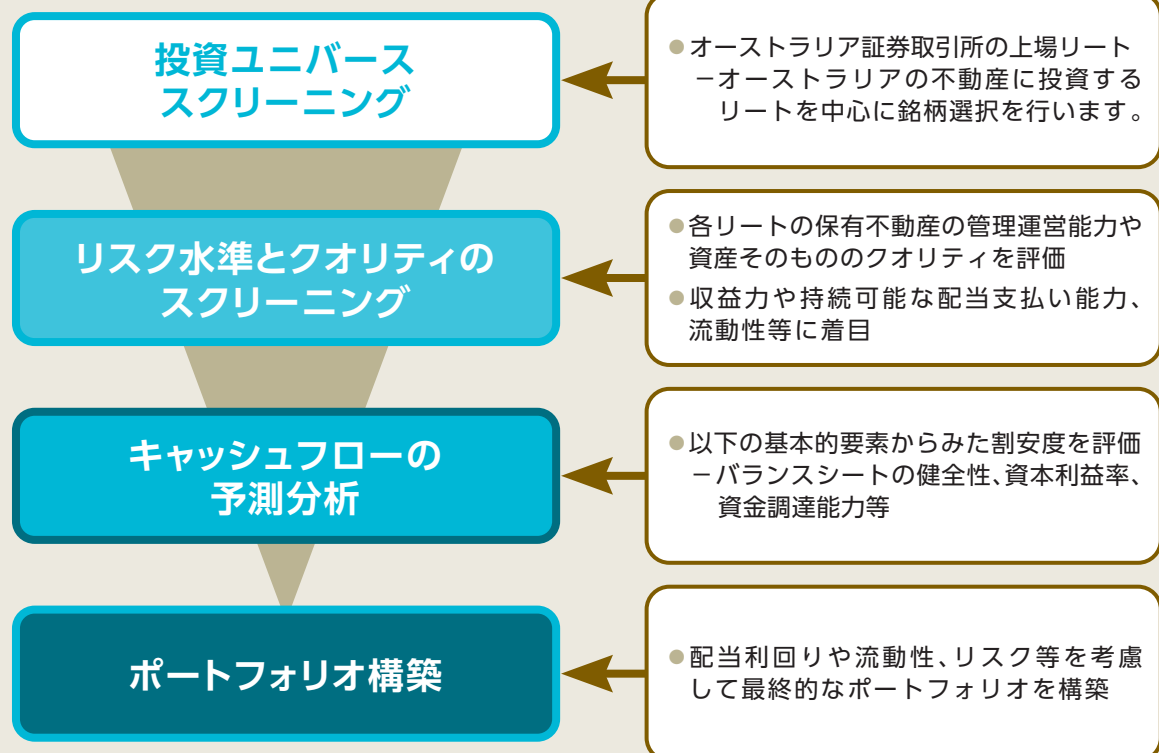 投資ユニバース
スクリーニング
●オーストラリア証券取引所の上場リート
－オーストラリアの不動産に投資する
リートを中心に銘柄選択を行います。
リスク水準とクオリティの
スクリーニング
●各リートの保有不動産の管理運営能力や
資産そのもののクオリティを評価
●収益力や持続可能な配当支払い能力、
流動性等に着目
キャッシュフローの
予測分析
●以下の基本的要素からみた割安度を評価
－バランスシートの健全性、資本利益率、
資金調達能力等
ポートフォリオ構築
●配当利回りや流動性、リスク等を考慮
して最終的なポートフォリオを構築